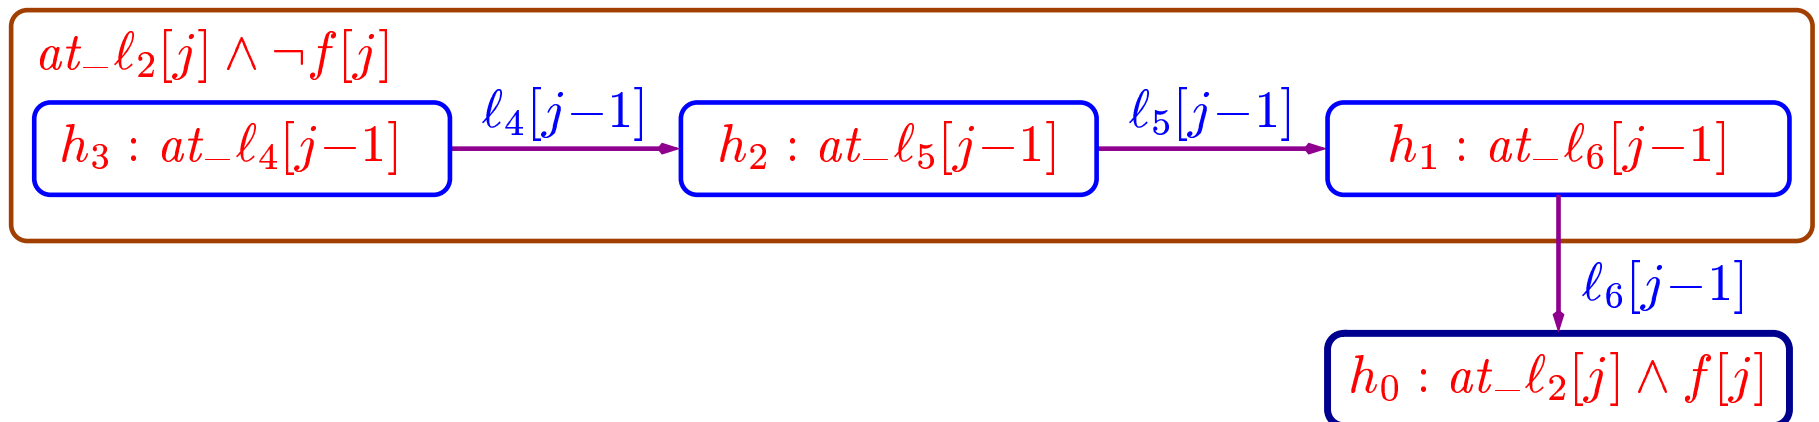 at_ℓ₂[j] ∧ ¬f[j]
ℓ₄[j−1] ℓ₅[j−1]
h₃ : at_ℓ₄[j−1] h₂ : at_ℓ₅[j−1] h₁ : at_ℓ₆[j−1]
ℓ₆[j−1]
h₀ : at_ℓ₂[j] ∧ f[j]